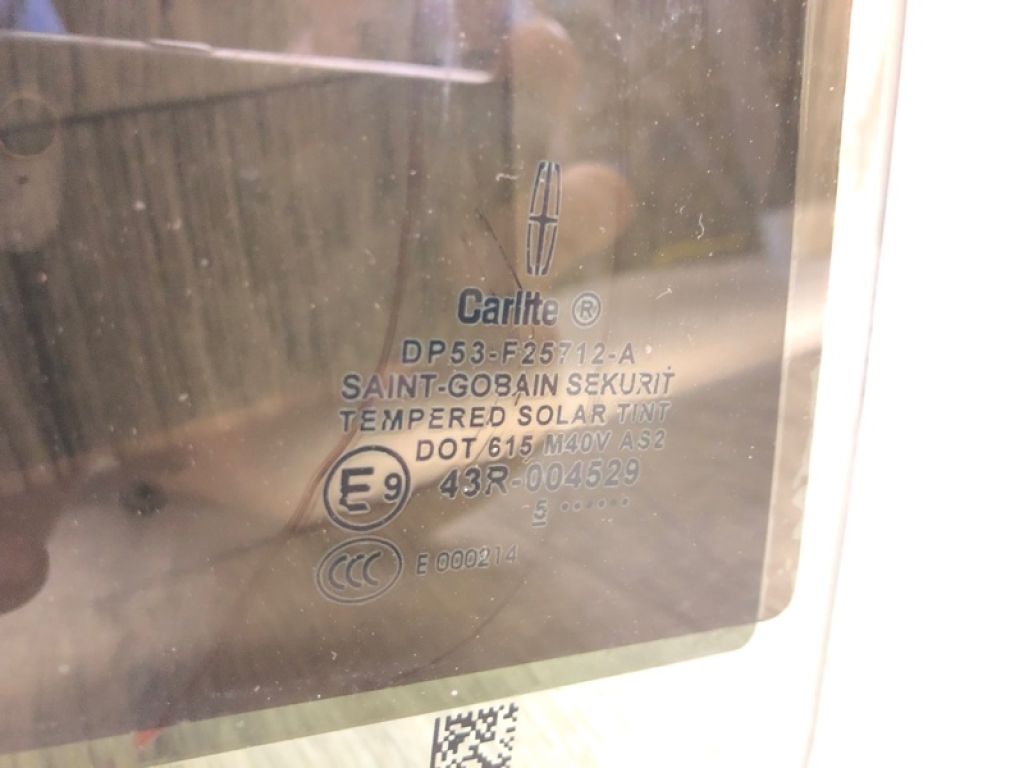 Carlite ®
DP53-F25712-A
SAINT-GOBAIN SEKURIT
TEMPERED SOLAR TINT
DOT 615 M40V AS2
E9 43R-004529
5 ......
CCC E 000214